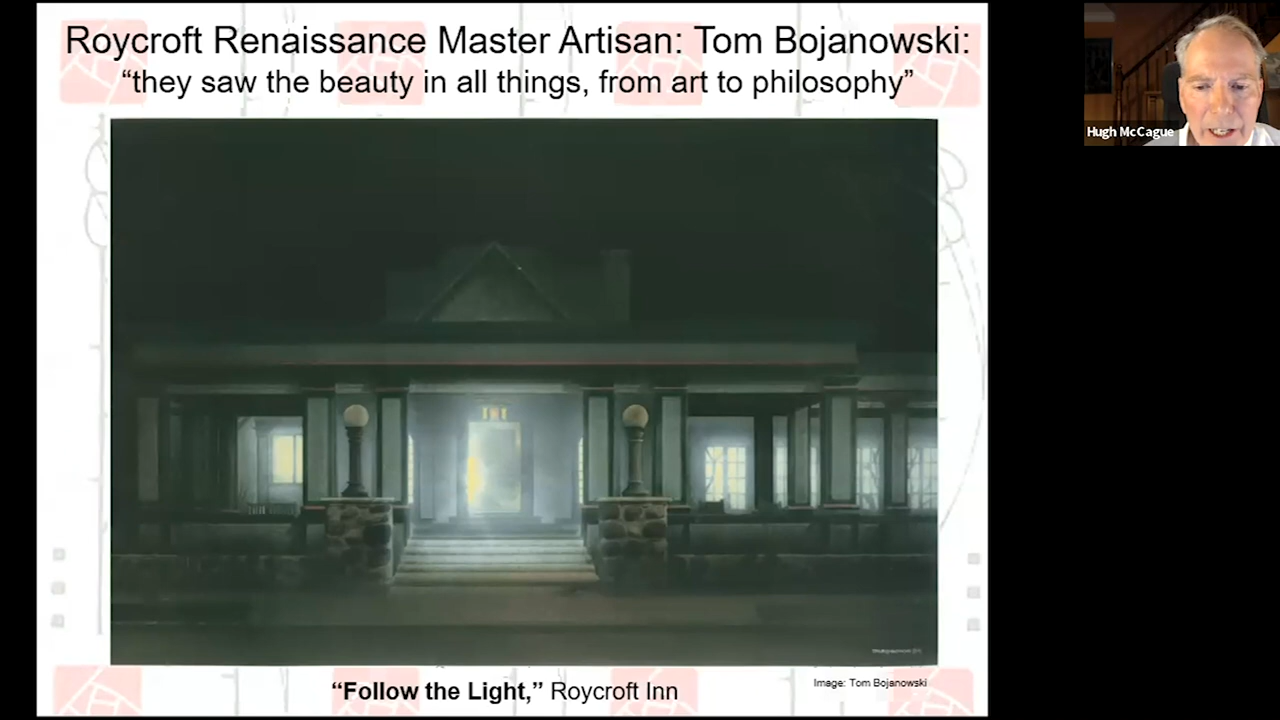 Roycroft Renaissance Master Artisan: Tom Bojanowski:
“they saw the beauty in all things, from art to philosophy”
Hugh McCague
“Follow the Light,” Roycroft Inn
Image: Tom Bojanowski